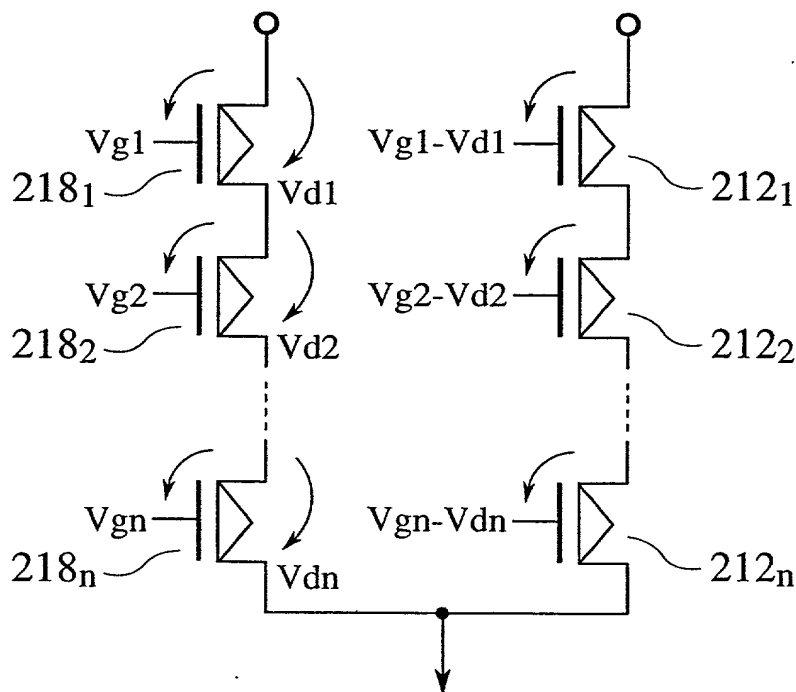 Vg1
Vg1-Vd1
218₁
Vd1
212₁
Vg2
Vg2-Vd2
218₂
Vd2
212₂
Vgn
Vgn-Vdn
218ₙ
Vdn
212ₙ